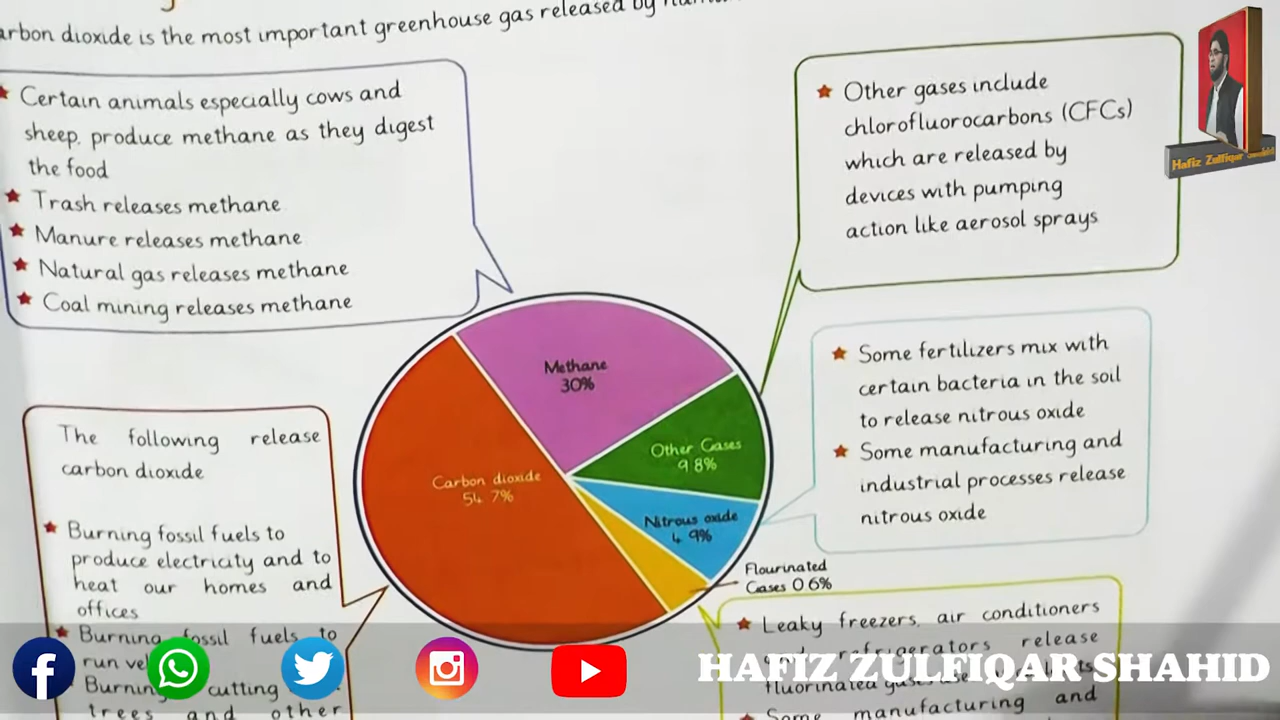 carbon dioxide is the most important greenhouse gas released by
Certain animals especially cows and
sheep, produce methane as they digest
the food
Trash releases methane
Manure releases methane
Natural gas releases methane
Coal mining releases methane
Other gases include
chlorofluorocarbons (CFCs)
which are released by
devices with pumping
action like aerosol sprays
Hafiz Zulfiqar
Methane
30%
Other Gases
9.8%
Carbon dioxide
54.7%
Nitrous oxide
4.9%
Flourinated
Gases 0.6%
Some fertilizers mix with
certain bacteria in the soil
to release nitrous oxide
Some manufacturing and
industrial processes release
nitrous oxide
The following release
carbon dioxide
Burning fossil fuels to
produce electricity and to
heat our homes and
offices
Burning fossil fuels to
run
Burning cutting
trees and other
Leaky freezers, air conditioners
and refrigerators release
fluorinated gases
Some manufacturing and
HAFIZ ZULFIQAR SHAHID